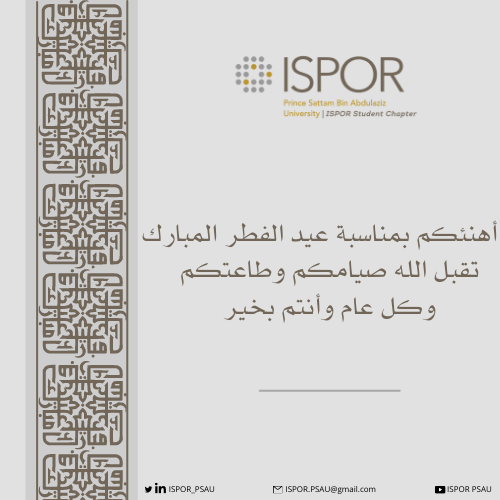 ISPOR
Prince Sattam Bin Abdulaziz
University | ISPOR Student Chapter
أهنئكم بمناسبة عيد الفطر المبارك
تقبل الله صيامكم وطاعتكم
وكل عام وأنتم بخير
ISPOR_PSAU
ISPOR.PSAU@gmail.com
ISPOR PSAU